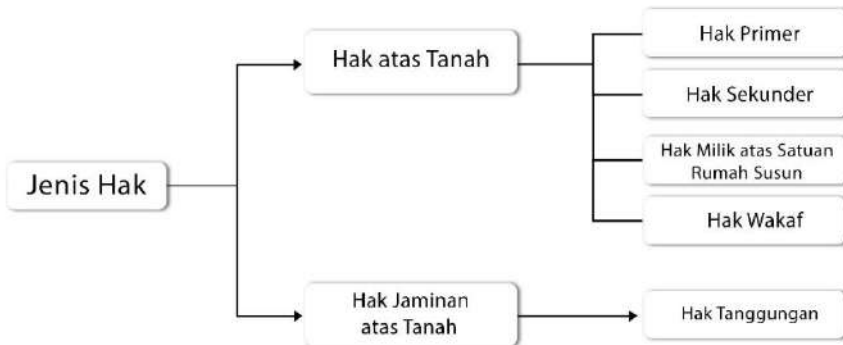 Jenis Hak
Hak atas Tanah
Hak Primer
Hak Sekunder
Hak Milik atas Satuan
Rumah Susun
Hak Wakaf
Hak Jaminan
atas Tanah
Hak Tanggungan